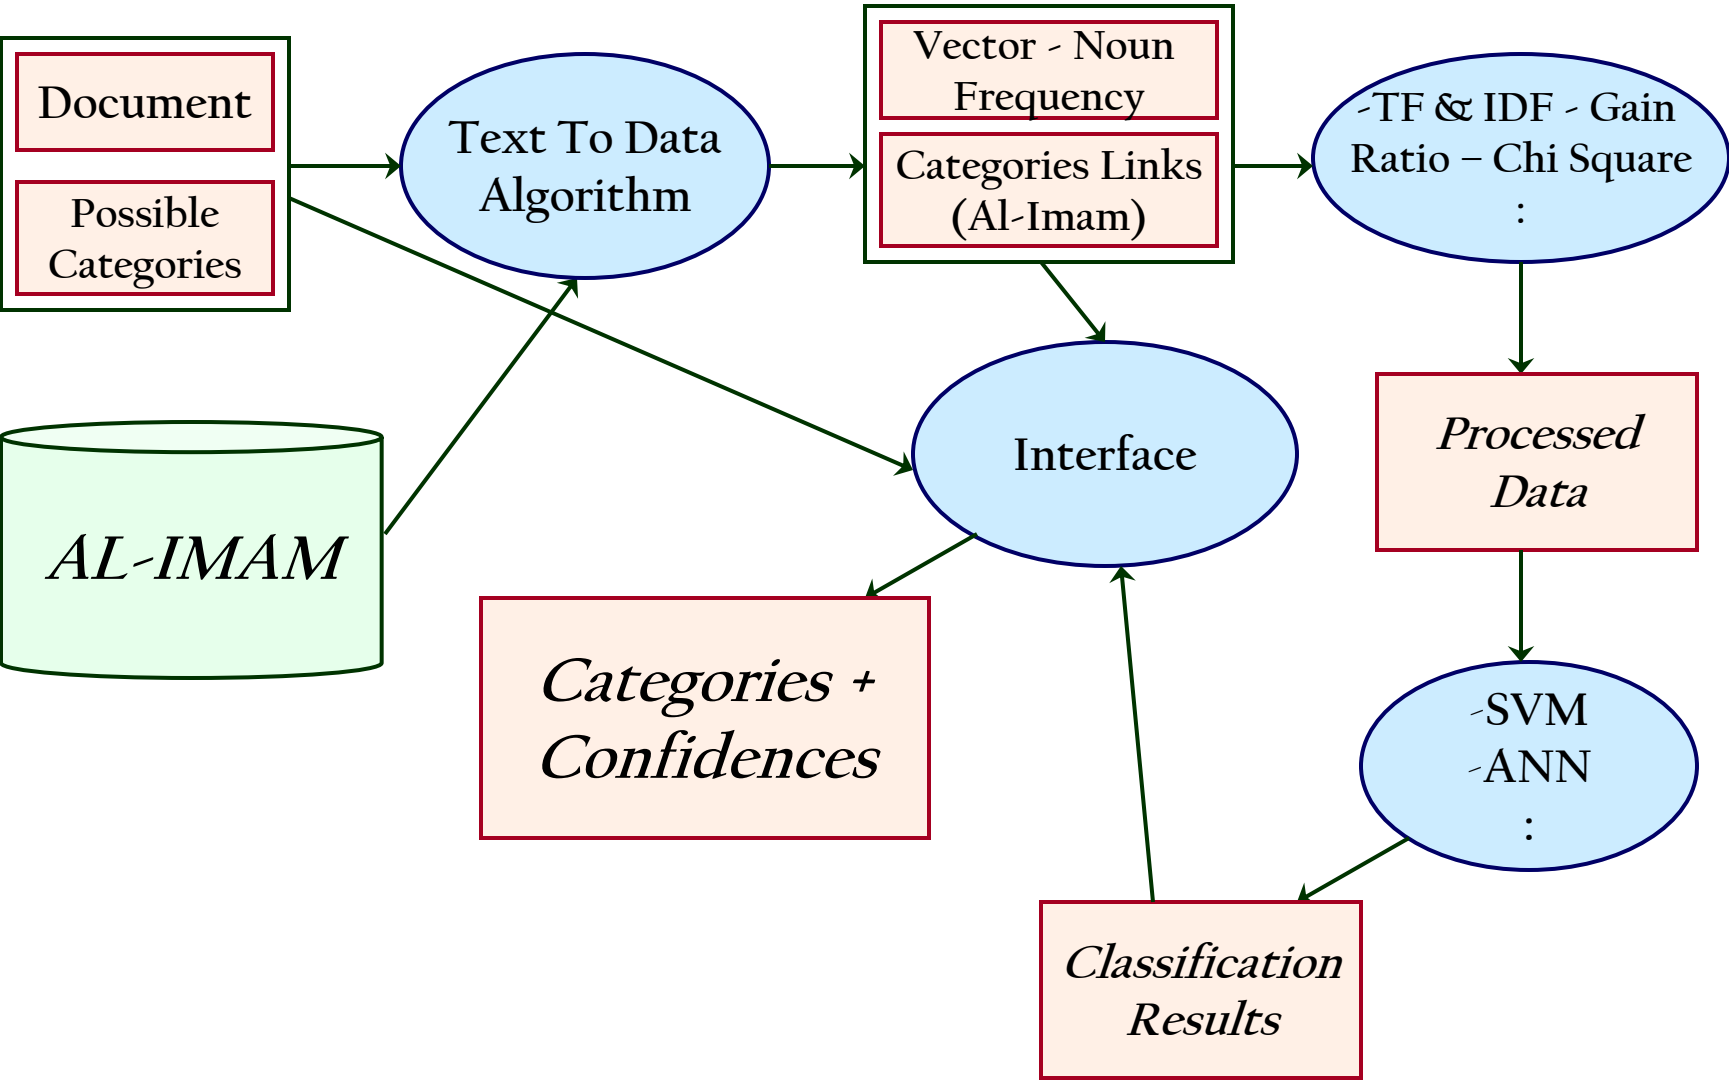 Document
Possible
Categories
Text To Data
Algorithm
Vector - Noun
Frequency
Categories Links
(Al-Imam)
-TF & IDF - Gain
Ratio – Chi Square
:
Interface
Processed
Data
AL-IMAM
Categories +
Confidences
-SVM
-ANN
:
Classification
Results